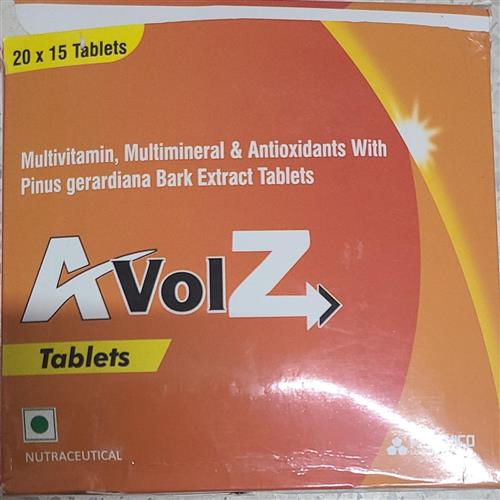 20 x 15 Tablets
Multivitamin, Multimineral & Antioxidants With
Pinus gerardiana Bark Extract Tablets
AVolZ
Tablets
NUTRACEUTICAL